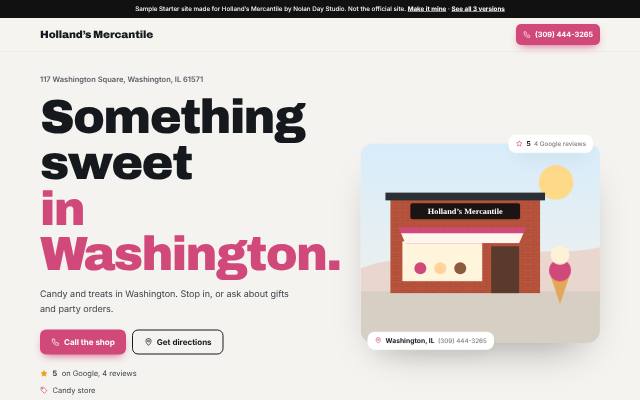 Sample Starter site made for Holland's Mercantile by Nolan Day Studio. Not the official site. Make it mine · See all 3 versions
Holland's Mercantile
(309) 444-3265
117 Washington Square, Washington, IL 61571
Something
sweet
in
Washington.
Candy and treats in Washington. Stop in, or ask about gifts
and party orders.
Call the shop
Get directions
5 on Google, 4 reviews
Candy store
5 4 Google reviews
Holland's Mercantile
Washington, IL (309) 444-3265